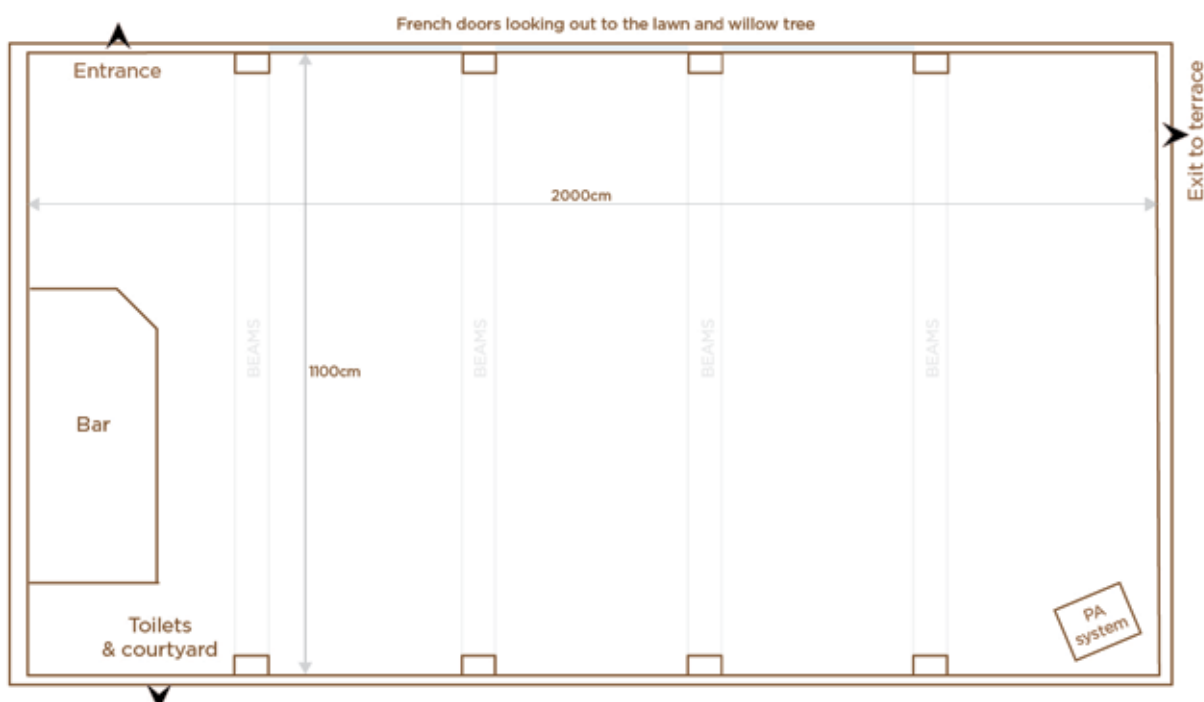 French doors looking out to the lawn and willow tree
Entrance
Exit to terrace
2000cm
BEAMS
BEAMS
BEAMS
BEAMS
1100cm
Bar
Toilets
& courtyard
PA
system